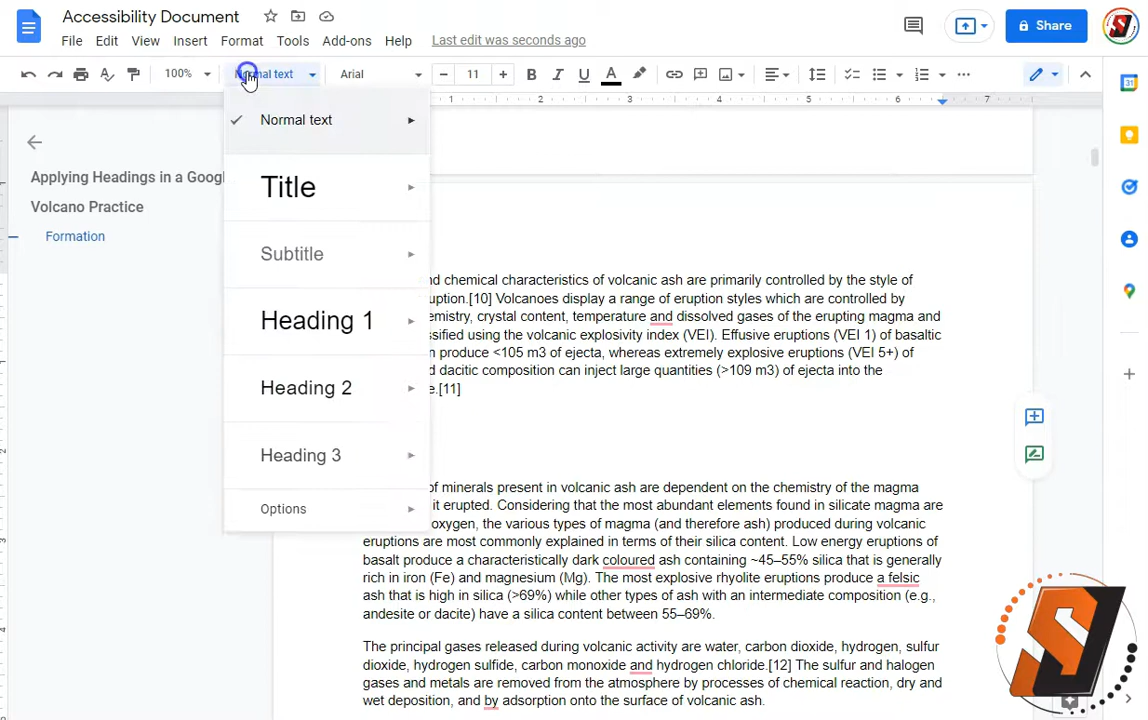 Accessibility Document
File Edit View Insert Format Tools Add-ons Help Last edit was seconds ago
Share
100% Normal text Arial 11 B I U A
1 2 3 4 5 6 7
Normal text
Title
Subtitle
Heading 1
Heading 2
Heading 3
Options
Applying Headings in a Googl
Volcano Practice
Formation
nd chemical characteristics of volcanic ash are primarily controlled by the style of
uption.[10] Volcanoes display a range of eruption styles which are controlled by
emistry, crystal content, temperature and dissolved gases of the erupting magma and
ssified using the volcanic explosivity index (VEI). Effusive eruptions (VEI 1) of basaltic
n produce <105 m3 of ejecta, whereas extremely explosive eruptions (VEI 5+) of
d dacitic composition can inject large quantities (>109 m3) of ejecta into the
e.[11]
of minerals present in volcanic ash are dependent on the chemistry of the magma
it erupted. Considering that the most abundant elements found in silicate magma are
oxygen, the various types of magma (and therefore ash) produced during volcanic
eruptions are most commonly explained in terms of their silica content. Low energy eruptions of
basalt produce a characteristically dark coloured ash containing ~45–55% silica that is generally
rich in iron (Fe) and magnesium (Mg). The most explosive rhyolite eruptions produce a felsic
ash that is high in silica (>69%) while other types of ash with an intermediate composition (e.g.,
andesite or dacite) have a silica content between 55–69%.
The principal gases released during volcanic activity are water, carbon dioxide, hydrogen, sulfur
dioxide, hydrogen sulfide, carbon monoxide and hydrogen chloride.[12] The sulfur and halogen
gases and metals are removed from the atmosphere by processes of chemical reaction, dry and
wet deposition, and by adsorption onto the surface of volcanic ash.